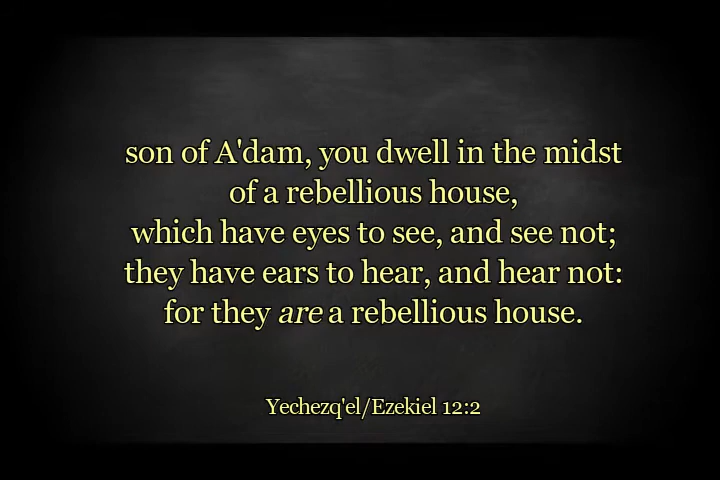 son of A'dam, you dwell in the midst
of a rebellious house,
which have eyes to see, and see not;
they have ears to hear, and hear not:
for they are a rebellious house.
Yechezq'el/Ezekiel 12:2